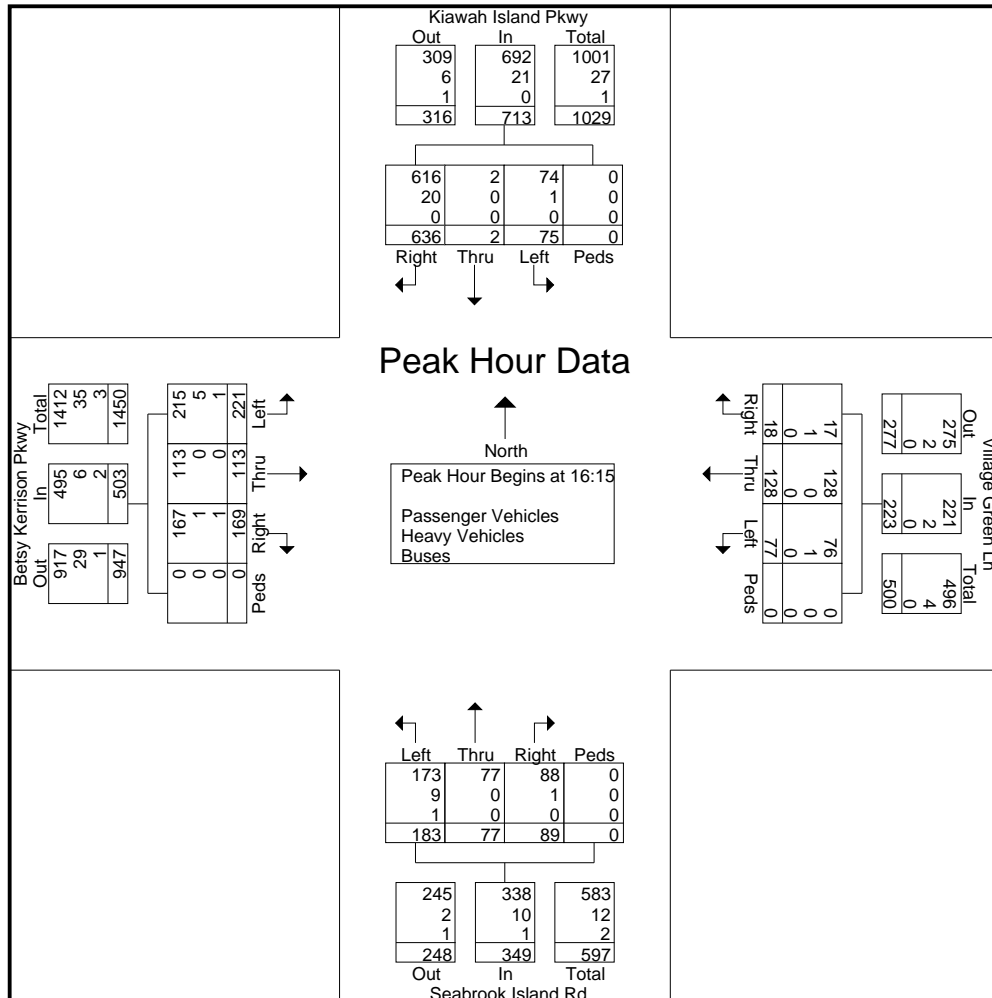 Kiawah Island Pkwy
Out In Total
309 692 1001
6 21 27
1 0 1
316 713 1029
616 2 74 0
20 0 1 0
0 0 0 0
636 2 75 0
Right Thru Left Peds
Peak Hour Data
North
Peak Hour Begins at 16:15
Passenger Vehicles
Heavy Vehicles
Buses
Betsy Kerrison Pkwy
Out In Total
917 495 1412
29 6 35
1 2 3
947 503 1450
0 167 113 215
0 1 0 5
0 1 0 1
0 169 113 221
Peds Right Thru Left
Village Green Ln
Out In Total
275 221 496
2 2 4
0 0 0
277 223 500
17 128 76 0
1 0 1 0
0 0 0 0
18 128 77 0
Right Thru Left Peds
Left Thru Right Peds
173 77 88 0
9 0 1 0
1 0 0 0
183 77 89 0
245 338 583
2 10 12
1 1 2
248 349 597
Out In Total
Seabrook Island Rd